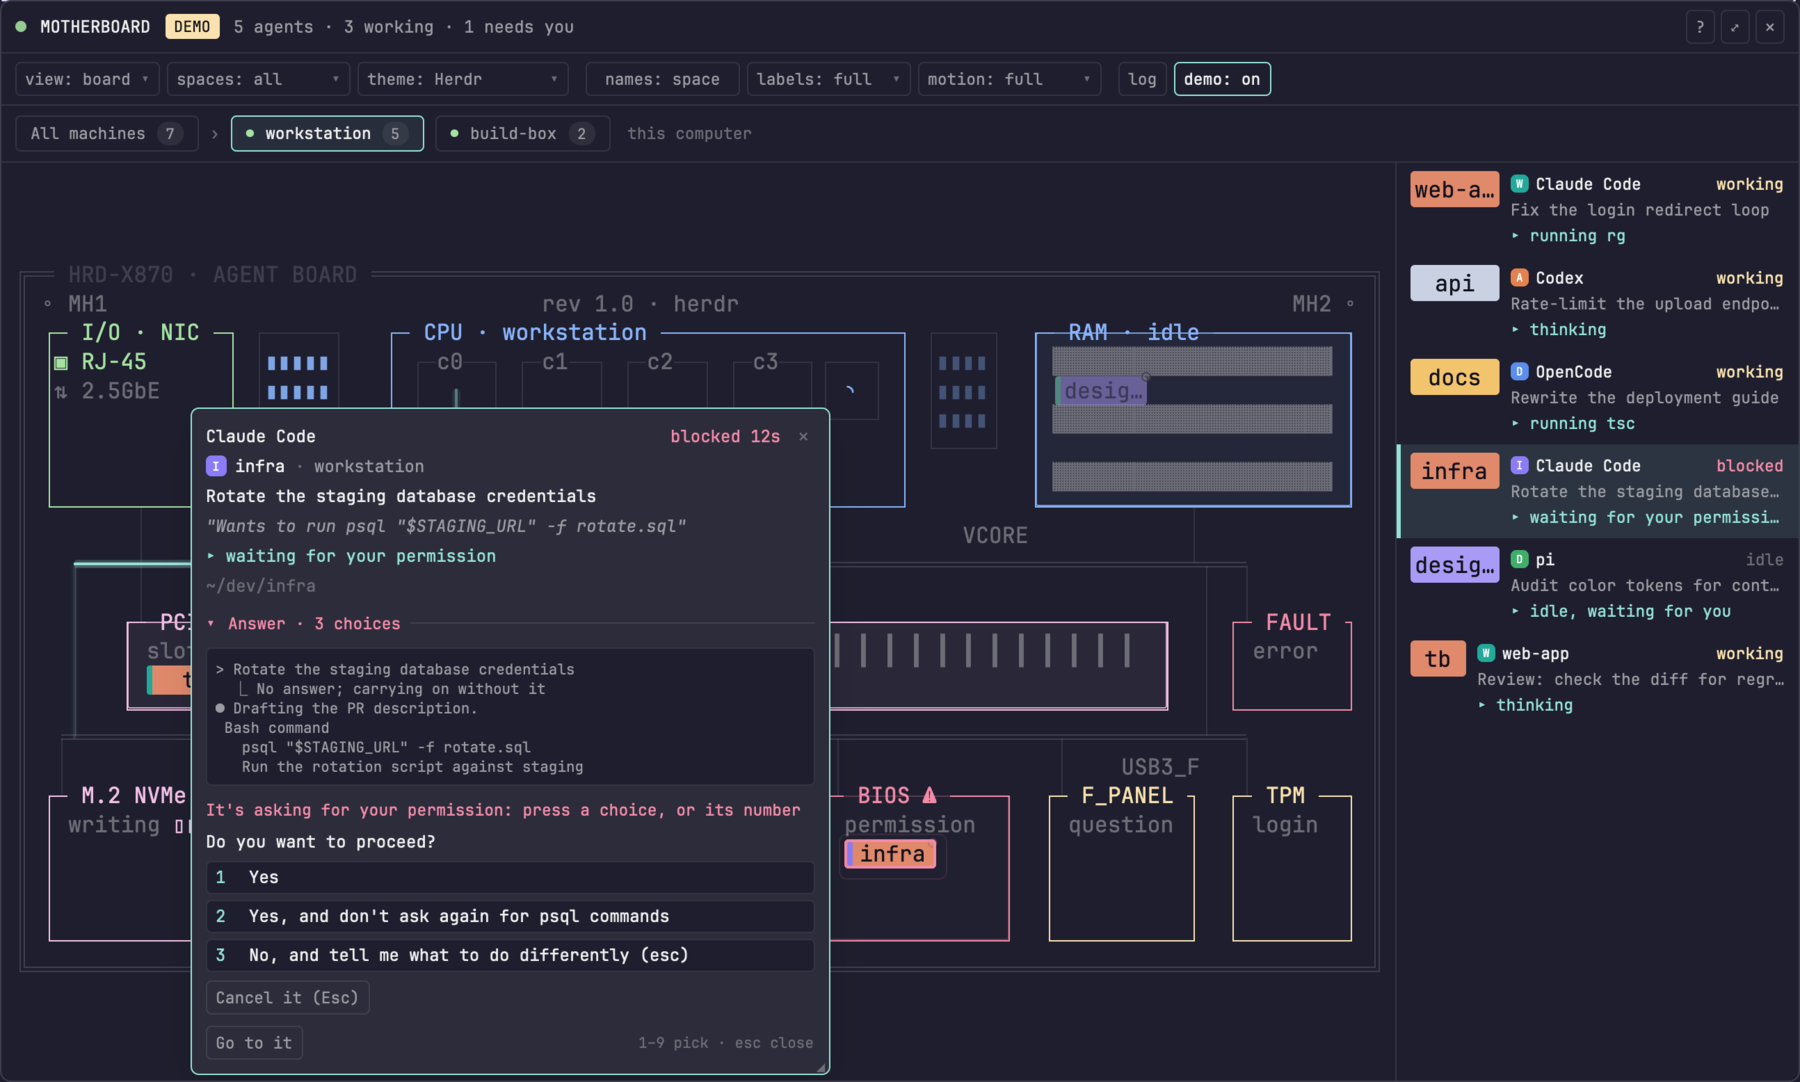 MOTHERBOARD DEMO 5 agents · 3 working · 1 needs you ? ⤢ ×
view: board ▾ spaces: all ▾ theme: Herdr ▾ names: space labels: full ▾ motion: full ▾ log demo: on
All machines 7 › workstation 5 build-box 2 this computer
HRD-X870 · AGENT BOARD
MH1 rev 1.0 · herdr MH2
I/O · NIC
RJ-45
2.5GbE
CPU · workstation
c0 c1 c2 c3
RAM · idle
desig…
VCORE
Claude Code blocked 12s ×
I infra · workstation
Rotate the staging database credentials
"Wants to run psql "$STAGING_URL" -f rotate.sql"
▸ waiting for your permission
~/dev/infra
▾ Answer · 3 choices
> Rotate the staging database credentials
⎿ No answer; carrying on without it
● Drafting the PR description.
Bash command
psql "$STAGING_URL" -f rotate.sql
Run the rotation script against staging
It's asking for your permission: press a choice, or its number
Do you want to proceed?
1 Yes
2 Yes, and don't ask again for psql commands
3 No, and tell me what to do differently (esc)
Cancel it (Esc)
Go to it 1-9 pick · esc close
FAULT
error
M.2 NVMe
writing
BIOS
permission
infra
USB3_F
F_PANEL
question
TPM
login
web-a… W Claude Code working
Fix the login redirect loop
▸ running rg
api A Codex working
Rate-limit the upload endpo…
▸ thinking
docs D OpenCode working
Rewrite the deployment guide
▸ running tsc
infra I Claude Code blocked
Rotate the staging database…
▸ waiting for your permissi…
desig… D pi idle
Audit color tokens for cont…
▸ idle, waiting for you
tb W web-app working
Review: check the diff for regr…
▸ thinking